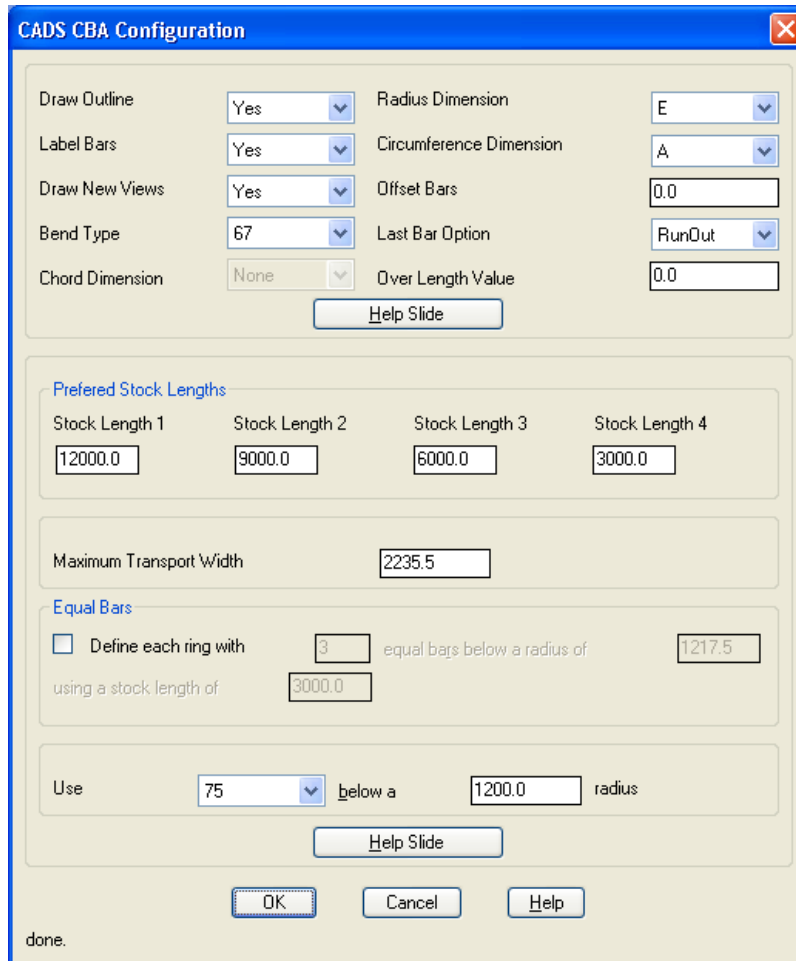 CADS CBA Configuration
Draw Outline Yes Radius Dimension E
Label Bars Yes Circumference Dimension A
Draw New Views Yes Offset Bars 0.0
Bend Type 67 Last Bar Option RunOut
Chord Dimension None Over Length Value 0.0
Help Slide
Prefered Stock Lengths
Stock Length 1 Stock Length 2 Stock Length 3 Stock Length 4
12000.0 9000.0 6000.0 3000.0
Maximum Transport Width 2235.5
Equal Bars
Define each ring with 3 equal bars below a radius of 1217.5
using a stock length of 3000.0
Use 75 below a 1200.0 radius
Help Slide
OK Cancel Help
done.